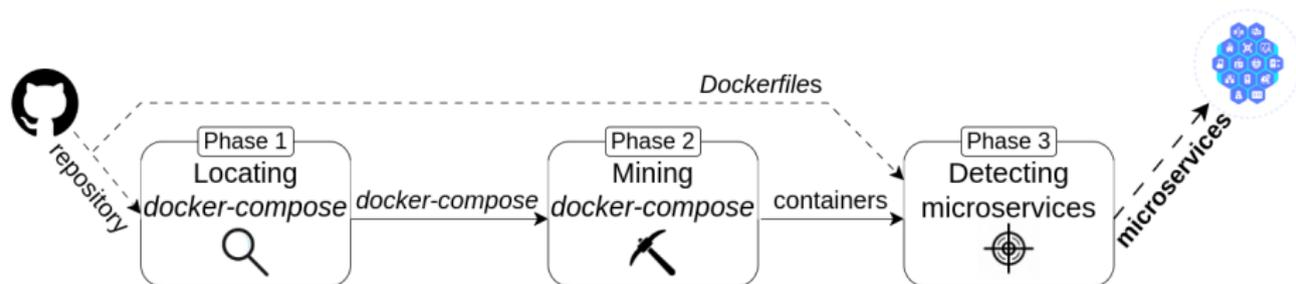 Dockerfiles
repository
Phase 1
Locating
docker-compose
docker-compose
Phase 2
Mining
docker-compose
containers
Phase 3
Detecting
microservices
microservices